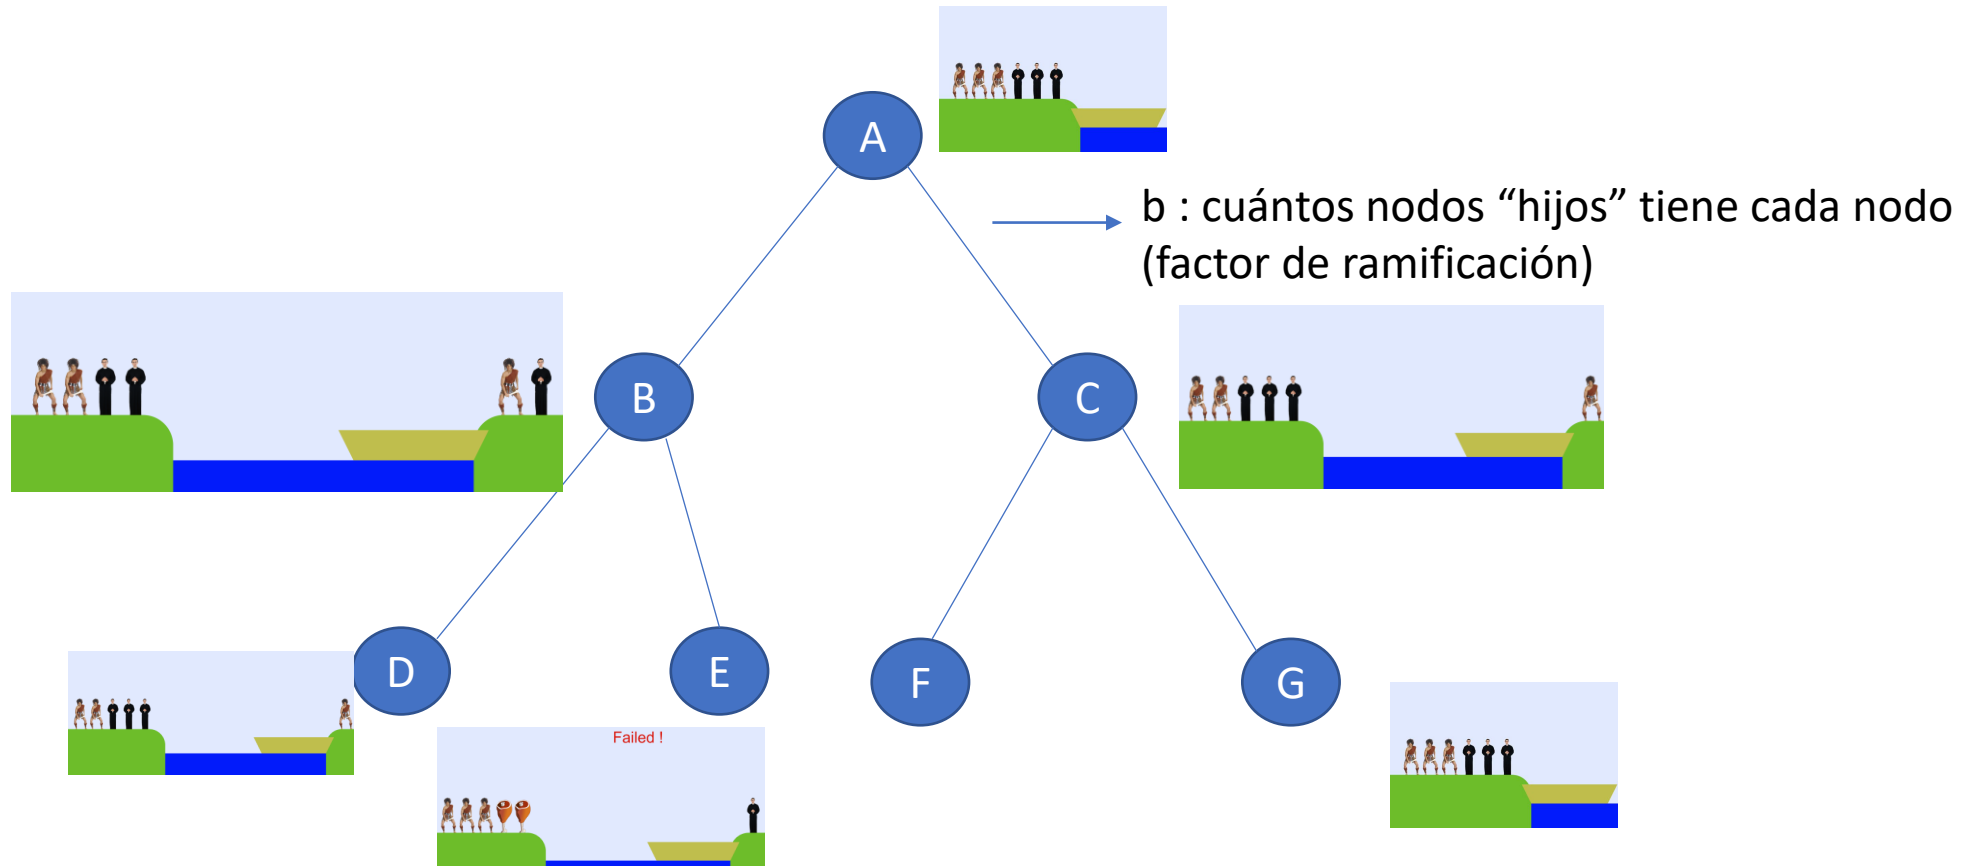 A
b : cuántos nodos “hijos” tiene cada nodo
(factor de ramificación)
B
C
D
E
F
G
Failed !